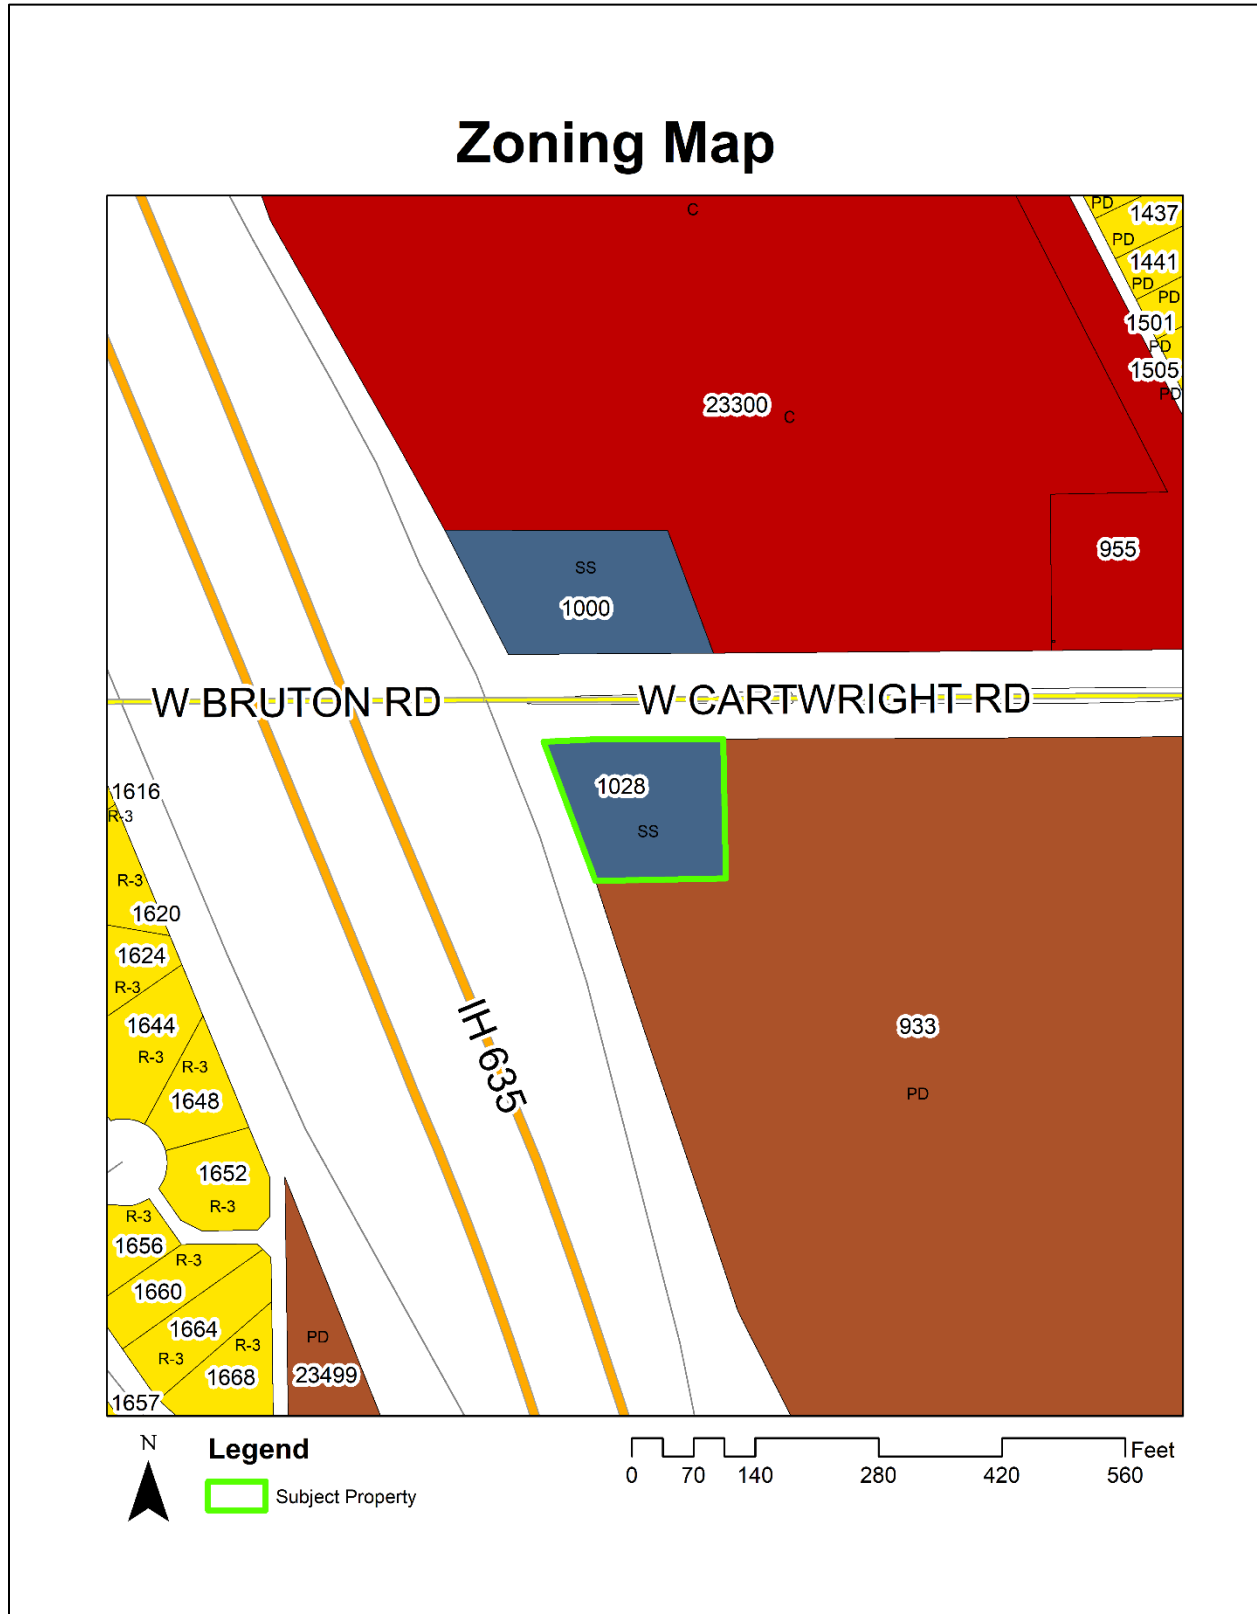 Zoning Map
C
PD
1437
PD
1441
PD
PD
1501
PD
1505
PD
23300
C
955
SS
1000
W BRUTON RD
W CARTWRIGHT RD
1028
SS
1616
R-3
R-3
1620
1624
R-3
1644
R-3
R-3
1648
1652
R-3
R-3
1656
R-3
1660
1664
R-3
R-3
1668
1657
PD
23499
IH 635
933
PD
N
Legend
Subject Property
Feet
0 70 140 280 420 560